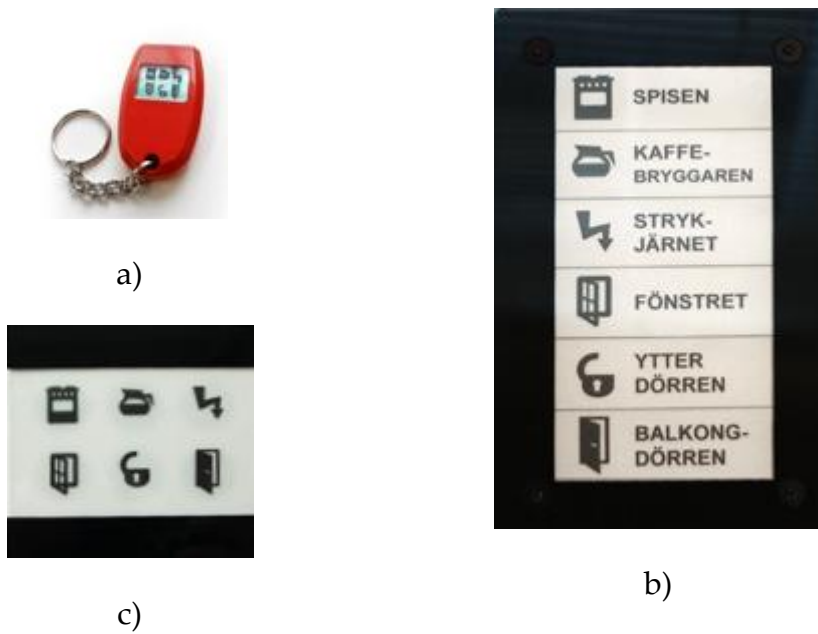 a)
SPISEN
KAFFE-
BRYGGAREN
STRYK-
JÄRNET
FÖNSTRET
YTTER
DÖRREN
BALKONG-
DÖRREN
b)
c)